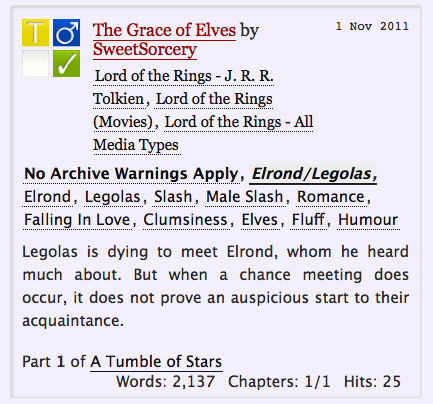 T
The Grace of Elves by
SweetSorcery
1 Nov 2011
Lord of the Rings - J. R. R.
Tolkien, Lord of the Rings
(Movies), Lord of the Rings - All
Media Types
No Archive Warnings Apply, Elrond/Legolas,
Elrond, Legolas, Slash, Male Slash, Romance,
Falling In Love, Clumsiness, Elves, Fluff, Humour
Legolas is dying to meet Elrond, whom he heard
much about. But when a chance meeting does
occur, it does not prove an auspicious start to their
acquaintance.
Part 1 of A Tumble of Stars
Words: 2,137 Chapters: 1/1 Hits: 25